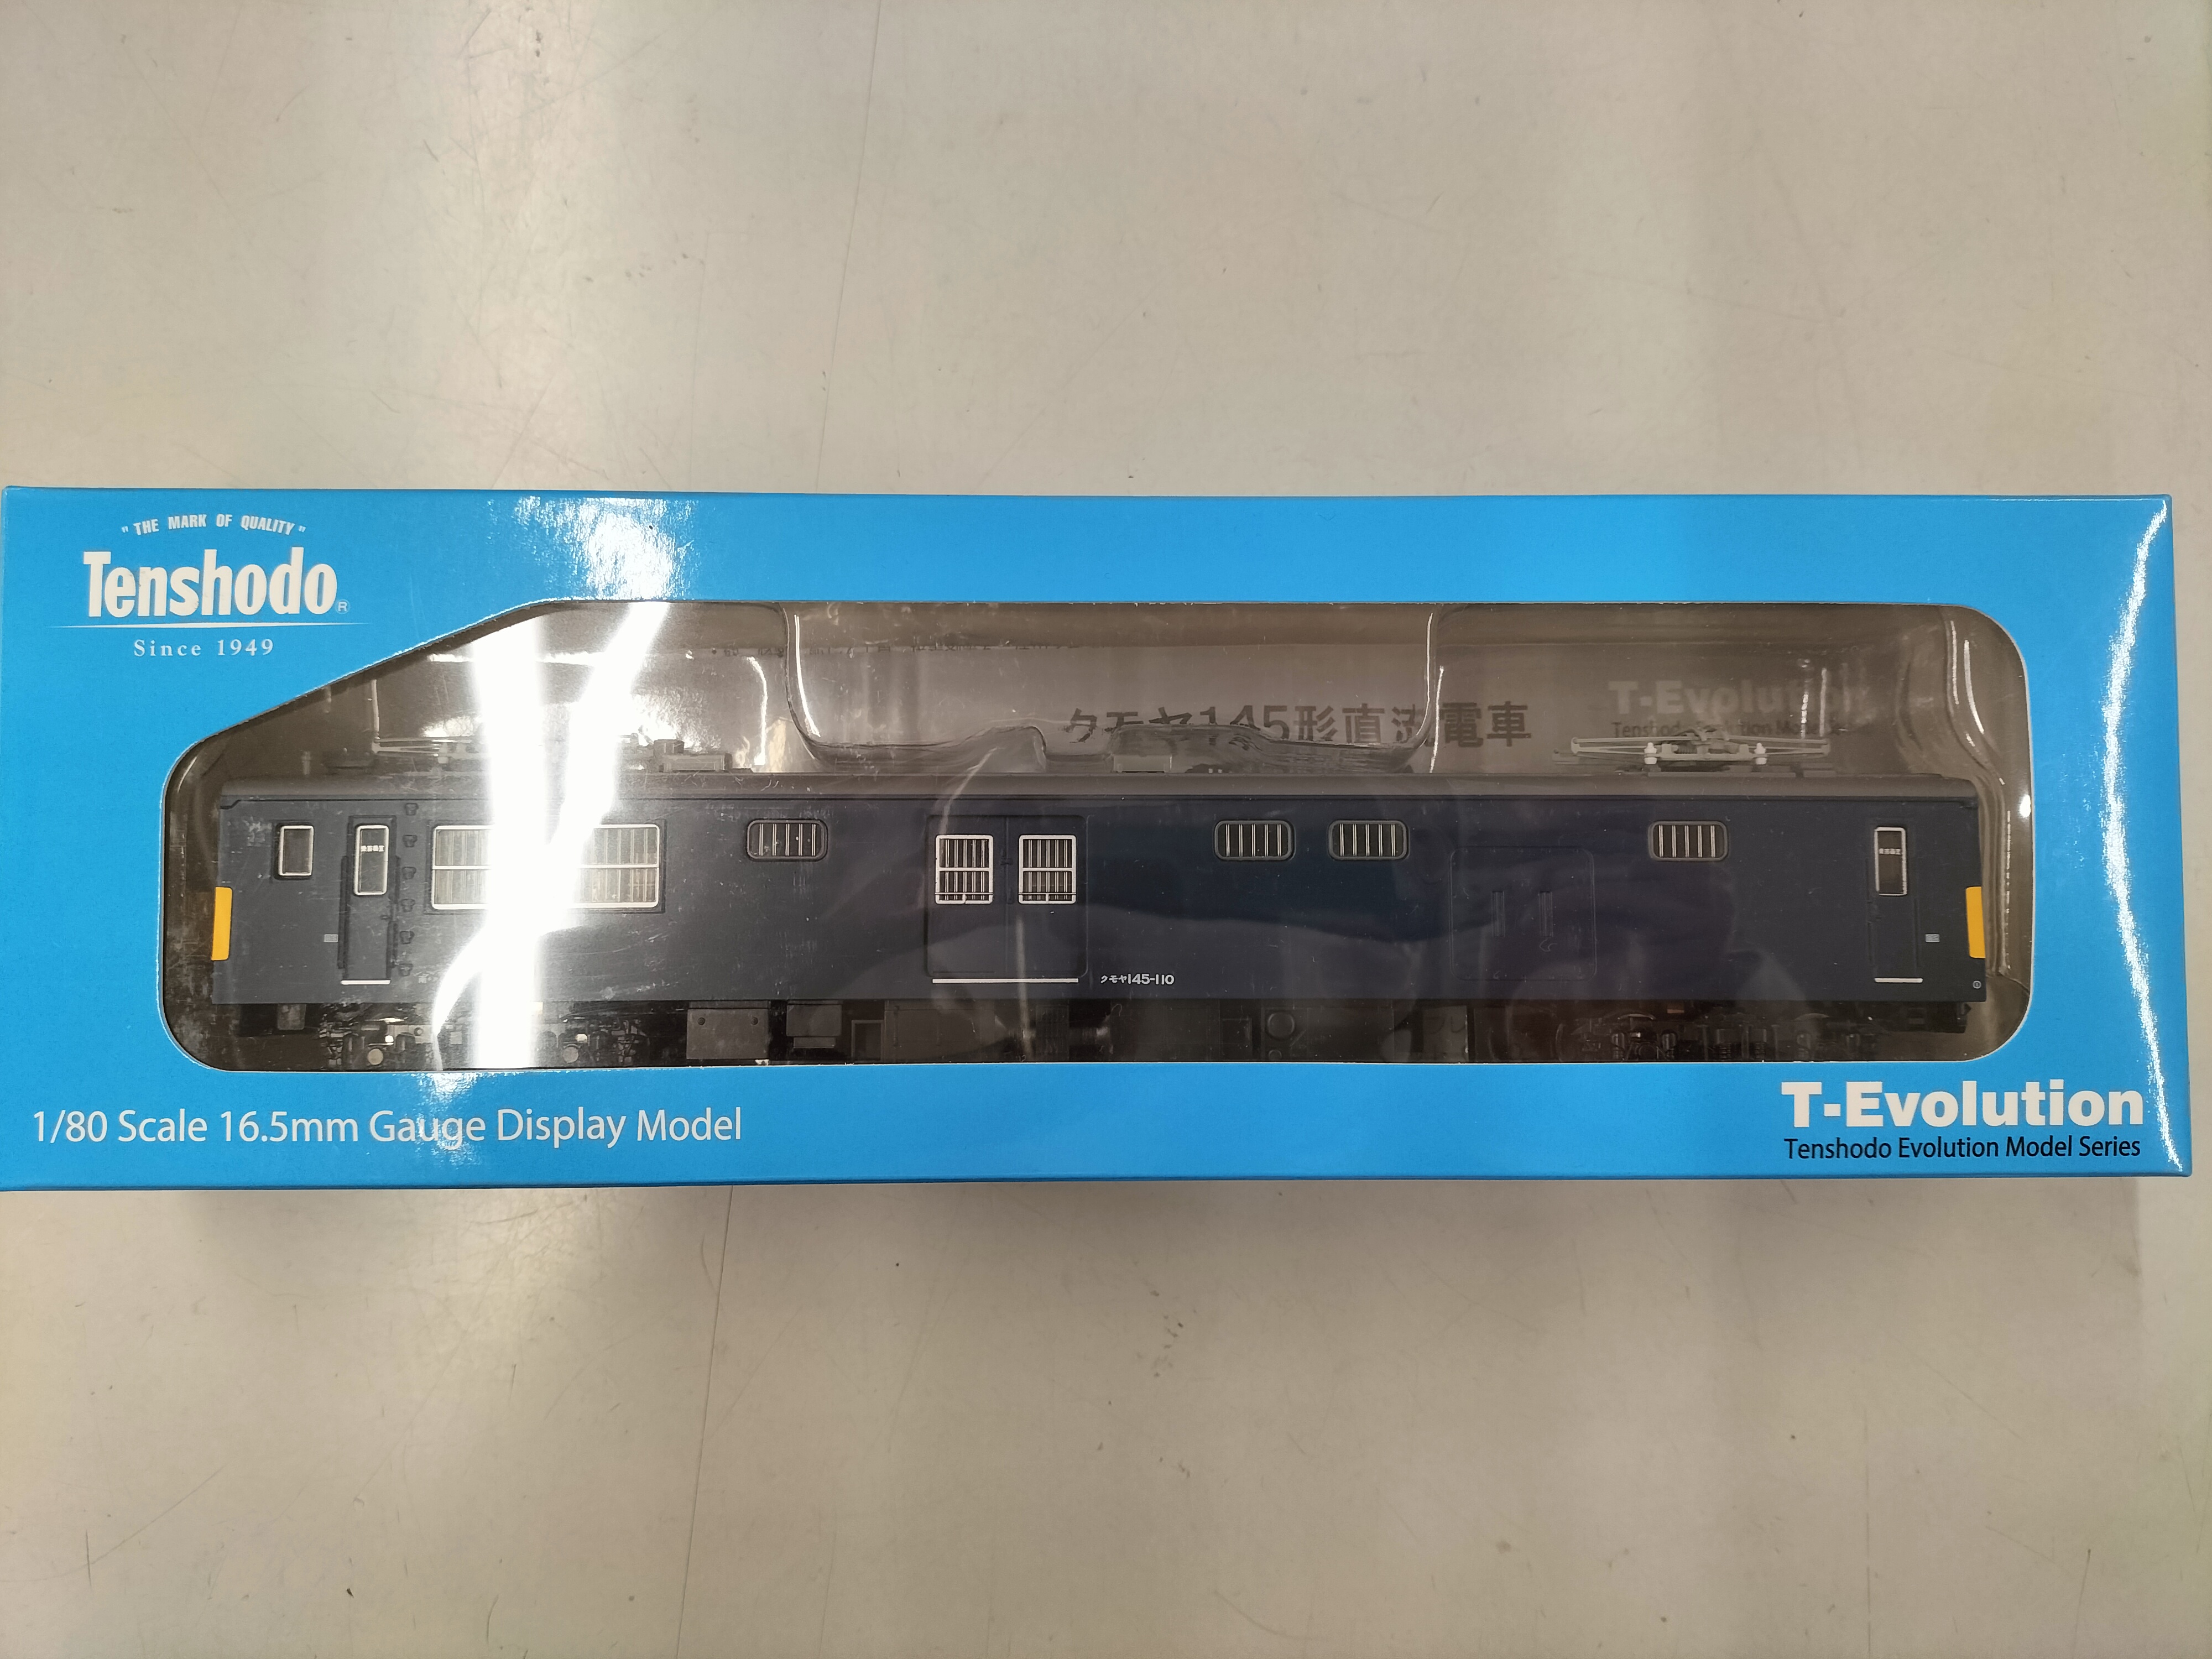 "THE MARK OF QUALITY"
Tenshodo®
Since 1949
T-Evolution
クモヤ145形直流電車
クモヤ145-110
1/80 Scale 16.5mm Gauge Display Model
T-Evolution
Tenshodo Evolution Model Series